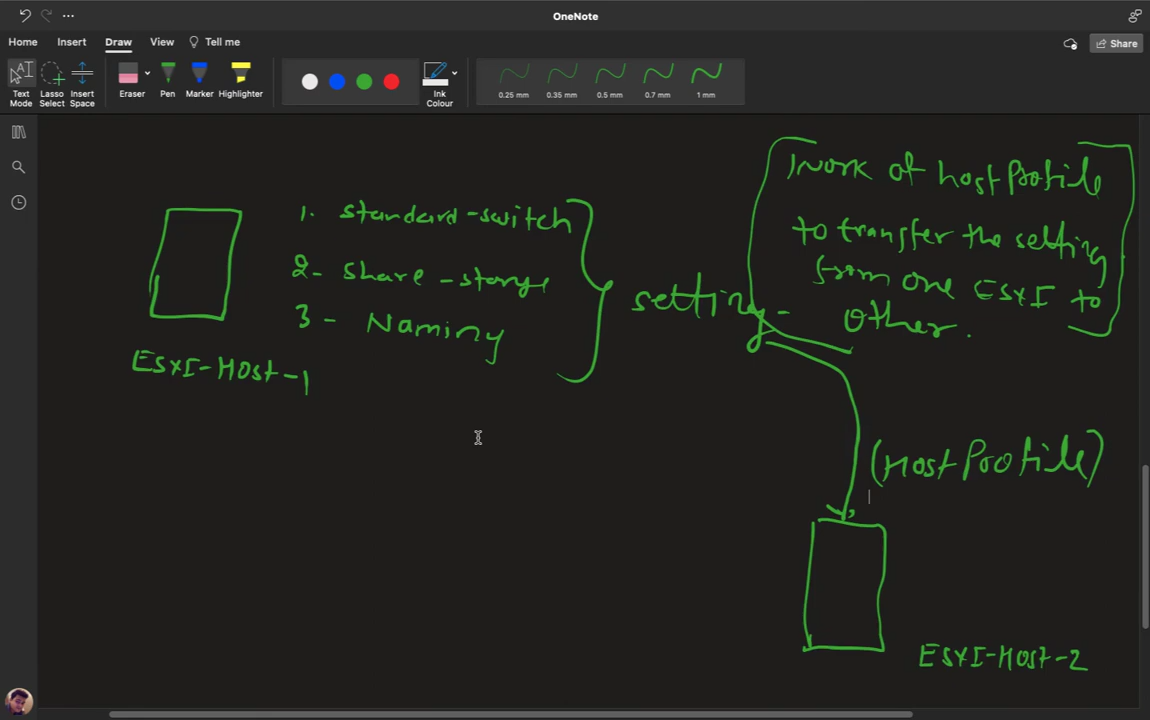 OneNote
Home Insert Draw View Tell me
Share
Text Mode
Lasso Select
Insert Space
Eraser
Pen
Marker
Highlighter
Ink Colour
0.25 mm
0.35 mm
0.5 mm
0.7 mm
1 mm
work of host Profile
to transfer the setting
from one ESXI to
other.
1. standard-switch
2- share-storage
3- Naming
setting-
ESXI-HOST-1
(Host Profile)
ESXI-HOST-2